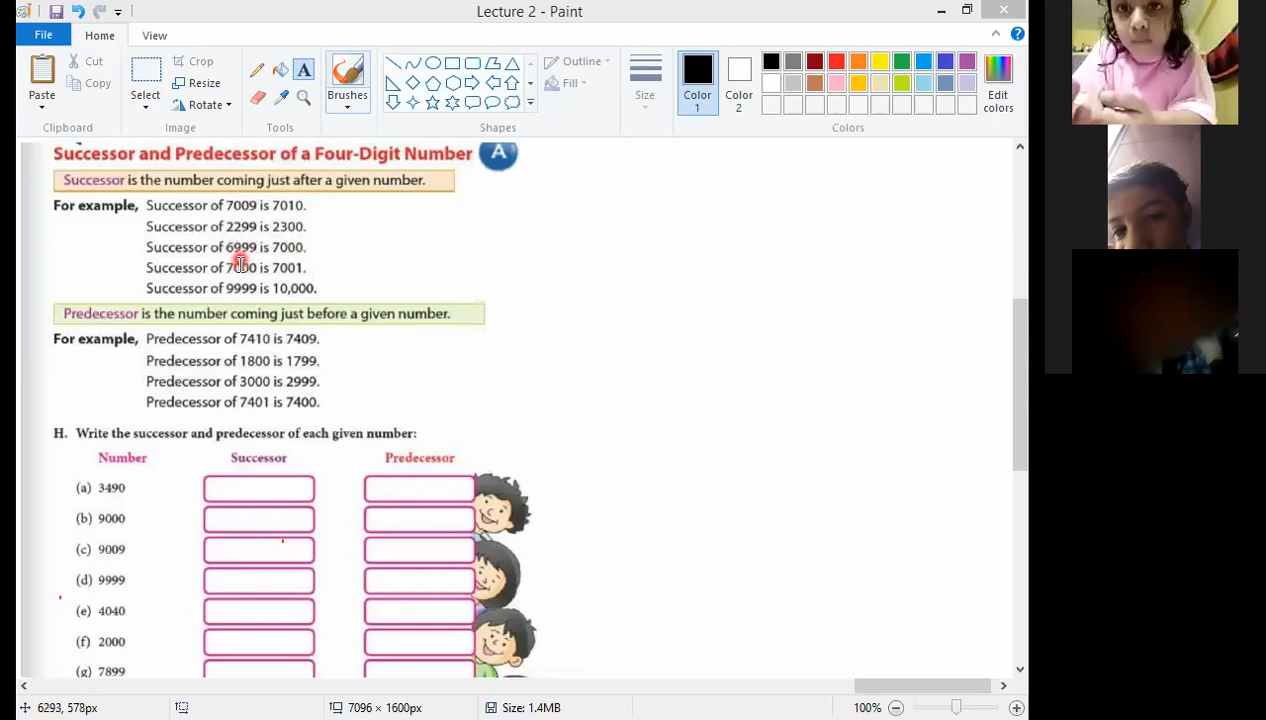 Lecture 2 - Paint
File Home View
Paste
Cut
Copy
Clipboard
Select
Crop
Resize
Rotate
Image
A
Tools
Brushes
Shapes
Outline
Fill
Size
Color 1
Color 2
Edit colors
Colors
Successor and Predecessor of a Four-Digit Number
A
Successor is the number coming just after a given number.
For example, Successor of 7009 is 7010.
Successor of 2299 is 2300.
Successor of 6999 is 7000.
Successor of 7000 is 7001.
Successor of 9999 is 10,000.
Predecessor is the number coming just before a given number.
For example, Predecessor of 7410 is 7409.
Predecessor of 1800 is 1799.
Predecessor of 3000 is 2999.
Predecessor of 7401 is 7400.
H. Write the successor and predecessor of each given number:
Number Successor Predecessor
(a) 3490
(b) 9000
(c) 9009
(d) 9999
(e) 4040
(f) 2000
(g) 7899
6293, 578px
7096 × 1600px
Size: 1.4MB
100%